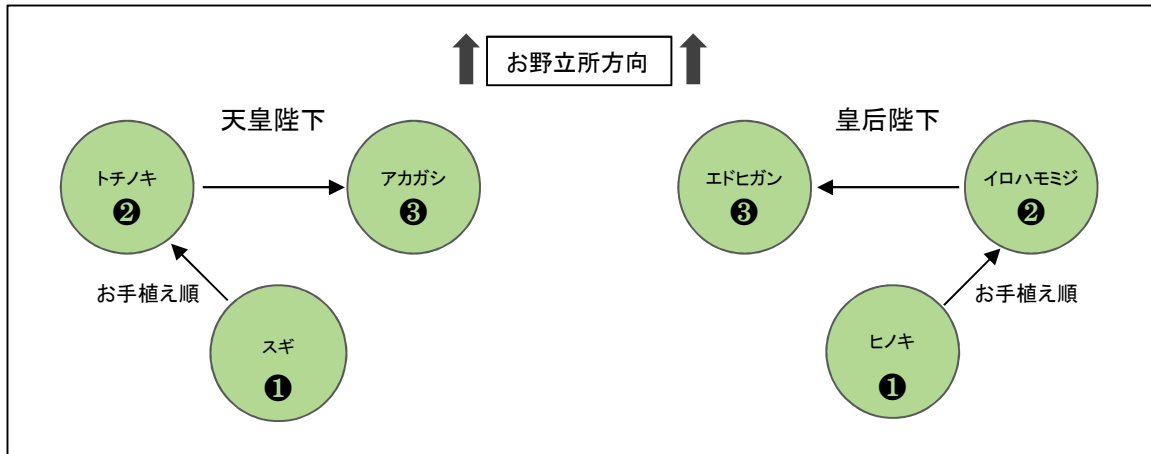 お野立所方向
天皇陛下
皇后陛下
トチノキ
❷
アカガシ
❸
エドヒガン
❸
イロハモミジ
❷
お手植え順
お手植え順
スギ
❶
ヒノキ
❶